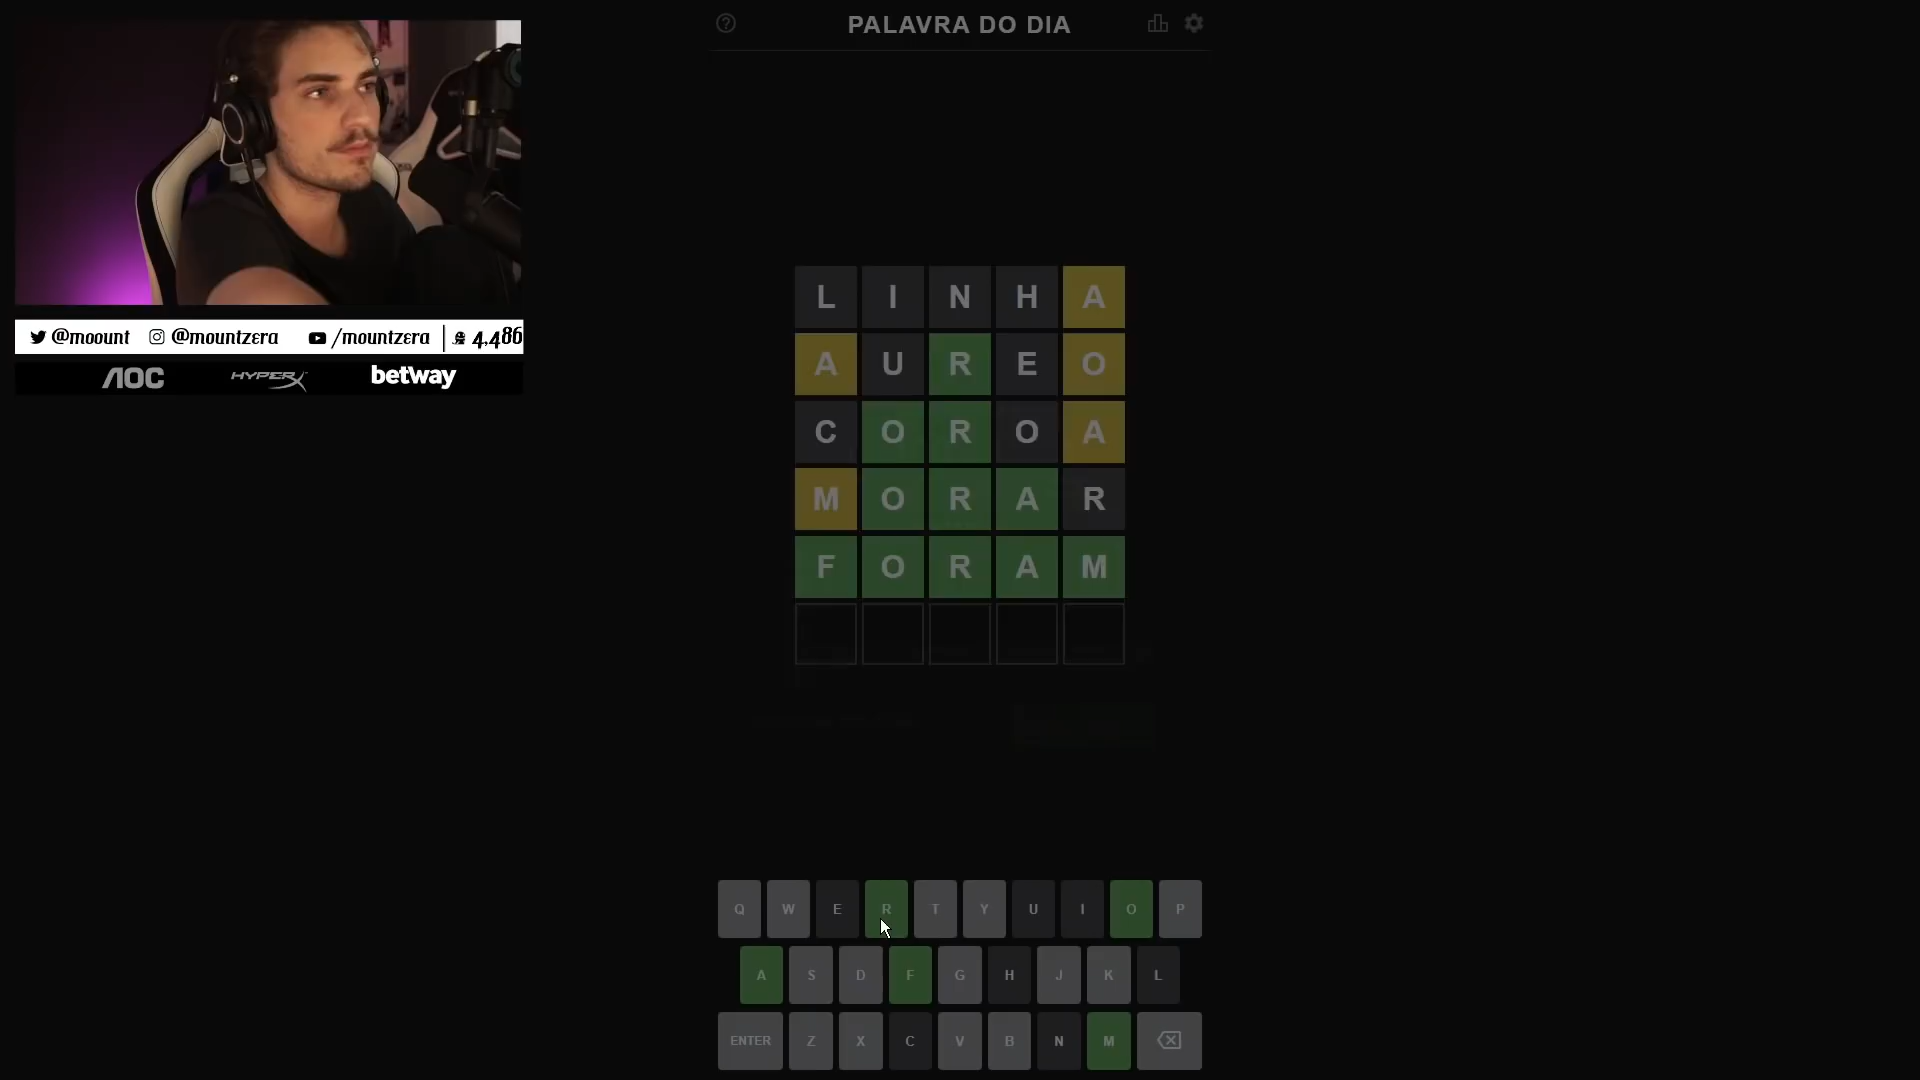 PALAVRA DO DIA
@moount @mountzera /mountzera 4,486
AOC HYPERX betway
L I N H A
A U R E O
C O R O A
M O R A R
F O R A M
Q W E R T Y U I O P
A S D F G H J K L
ENTER Z X C V B N M